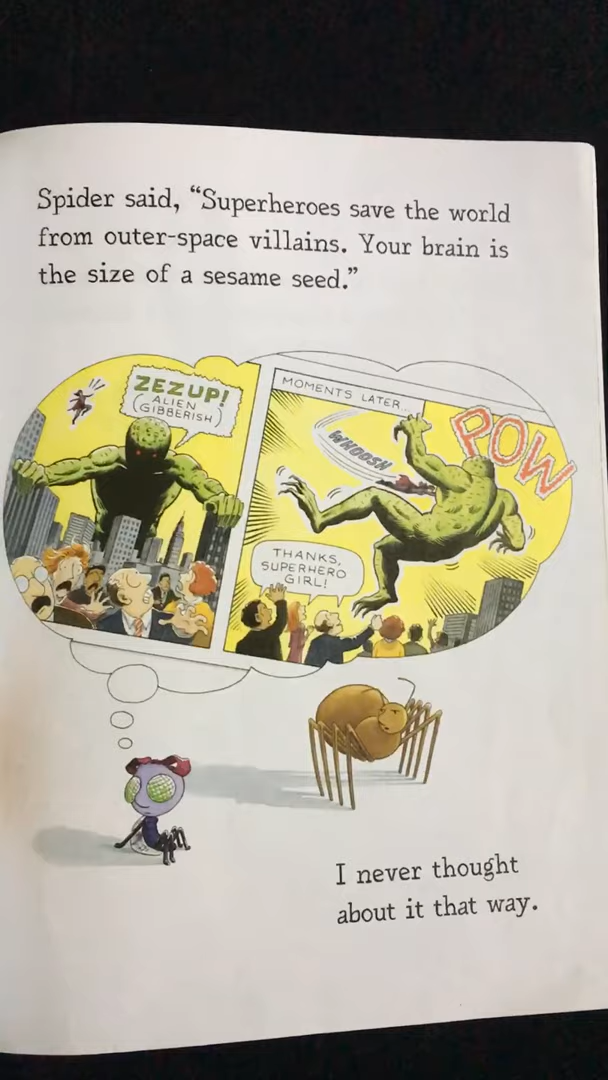 Spider said, “Superheroes save the world
from outer-space villains. Your brain is
the size of a sesame seed.”
ZEZUP!
(ALIEN
GIBBERISH)
MOMENTS LATER...
WHOOSH
POW
THANKS,
SUPERHERO
GIRL!
I never thought
about it that way.